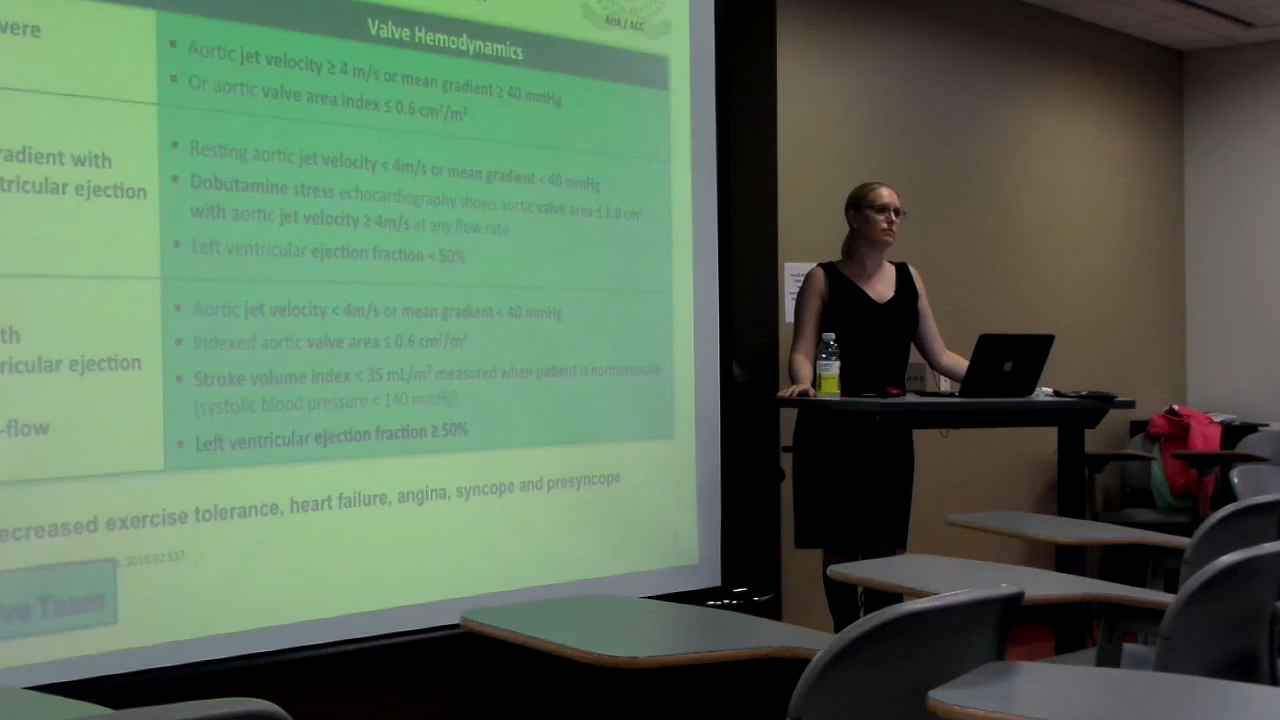 AHA / ACC
Valve Hemodynamics
vere
▪ Aortic jet velocity ≥ 4 m/s or mean gradient ≥ 40 mmHg
▪ Or aortic valve area index ≤ 0.6 cm²/m²
radient with
tricular ejection
▪ Resting aortic jet velocity < 4m/s or mean gradient < 40 mmHg
▪ Dobutamine stress echocardiography shows aortic valve area ≤ 1.0 cm²
with aortic jet velocity ≥ 4m/s at any flow rate
▪ Left ventricular ejection fraction < 50%
th
ricular ejection
-flow
▪ Aortic jet velocity < 4m/s or mean gradient < 40 mmHg
▪ Indexed aortic valve area ≤ 0.6 cm²/m²
▪ Stroke volume index < 35 mL/m² measured when patient is normotensive
(systolic blood pressure < 140 mmHg)
▪ Left ventricular ejection fraction ≥ 50%
ecreased exercise tolerance, heart failure, angina, syncope and presyncope
2014.02.537.
ve Team